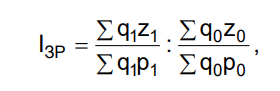 I₃P = ∑q₁z₁ / ∑q₁p₁ : ∑q₀z₀ / ∑q₀p₀ ,